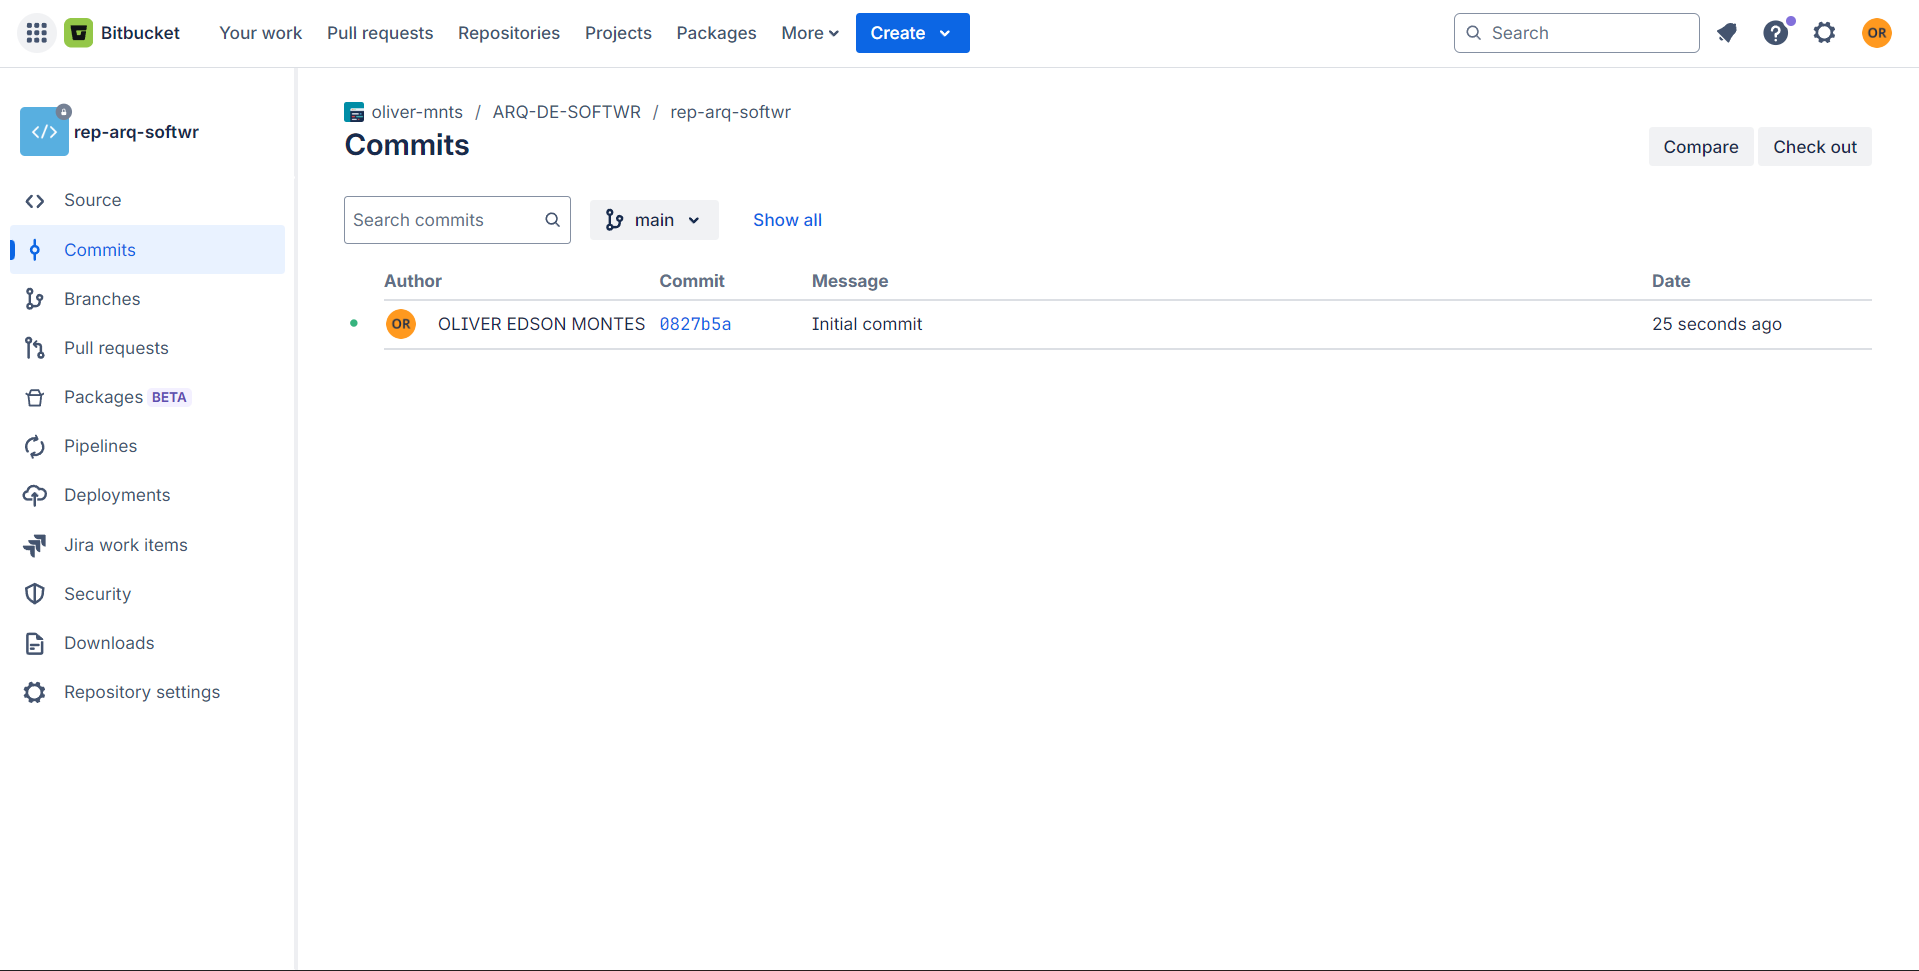 Bitbucket Your work Pull requests Repositories Projects Packages More Create Search ? OR
</> rep-arq-softwr
Source
Commits
Branches
Pull requests
Packages BETA
Pipelines
Deployments
Jira work items
Security
Downloads
Repository settings
oliver-mnts / ARQ-DE-SOFTWR / rep-arq-softwr
Commits
Compare Check out
Search commits main Show all
Author Commit Message Date
OR OLIVER EDSON MONTES 0827b5a Initial commit 25 seconds ago